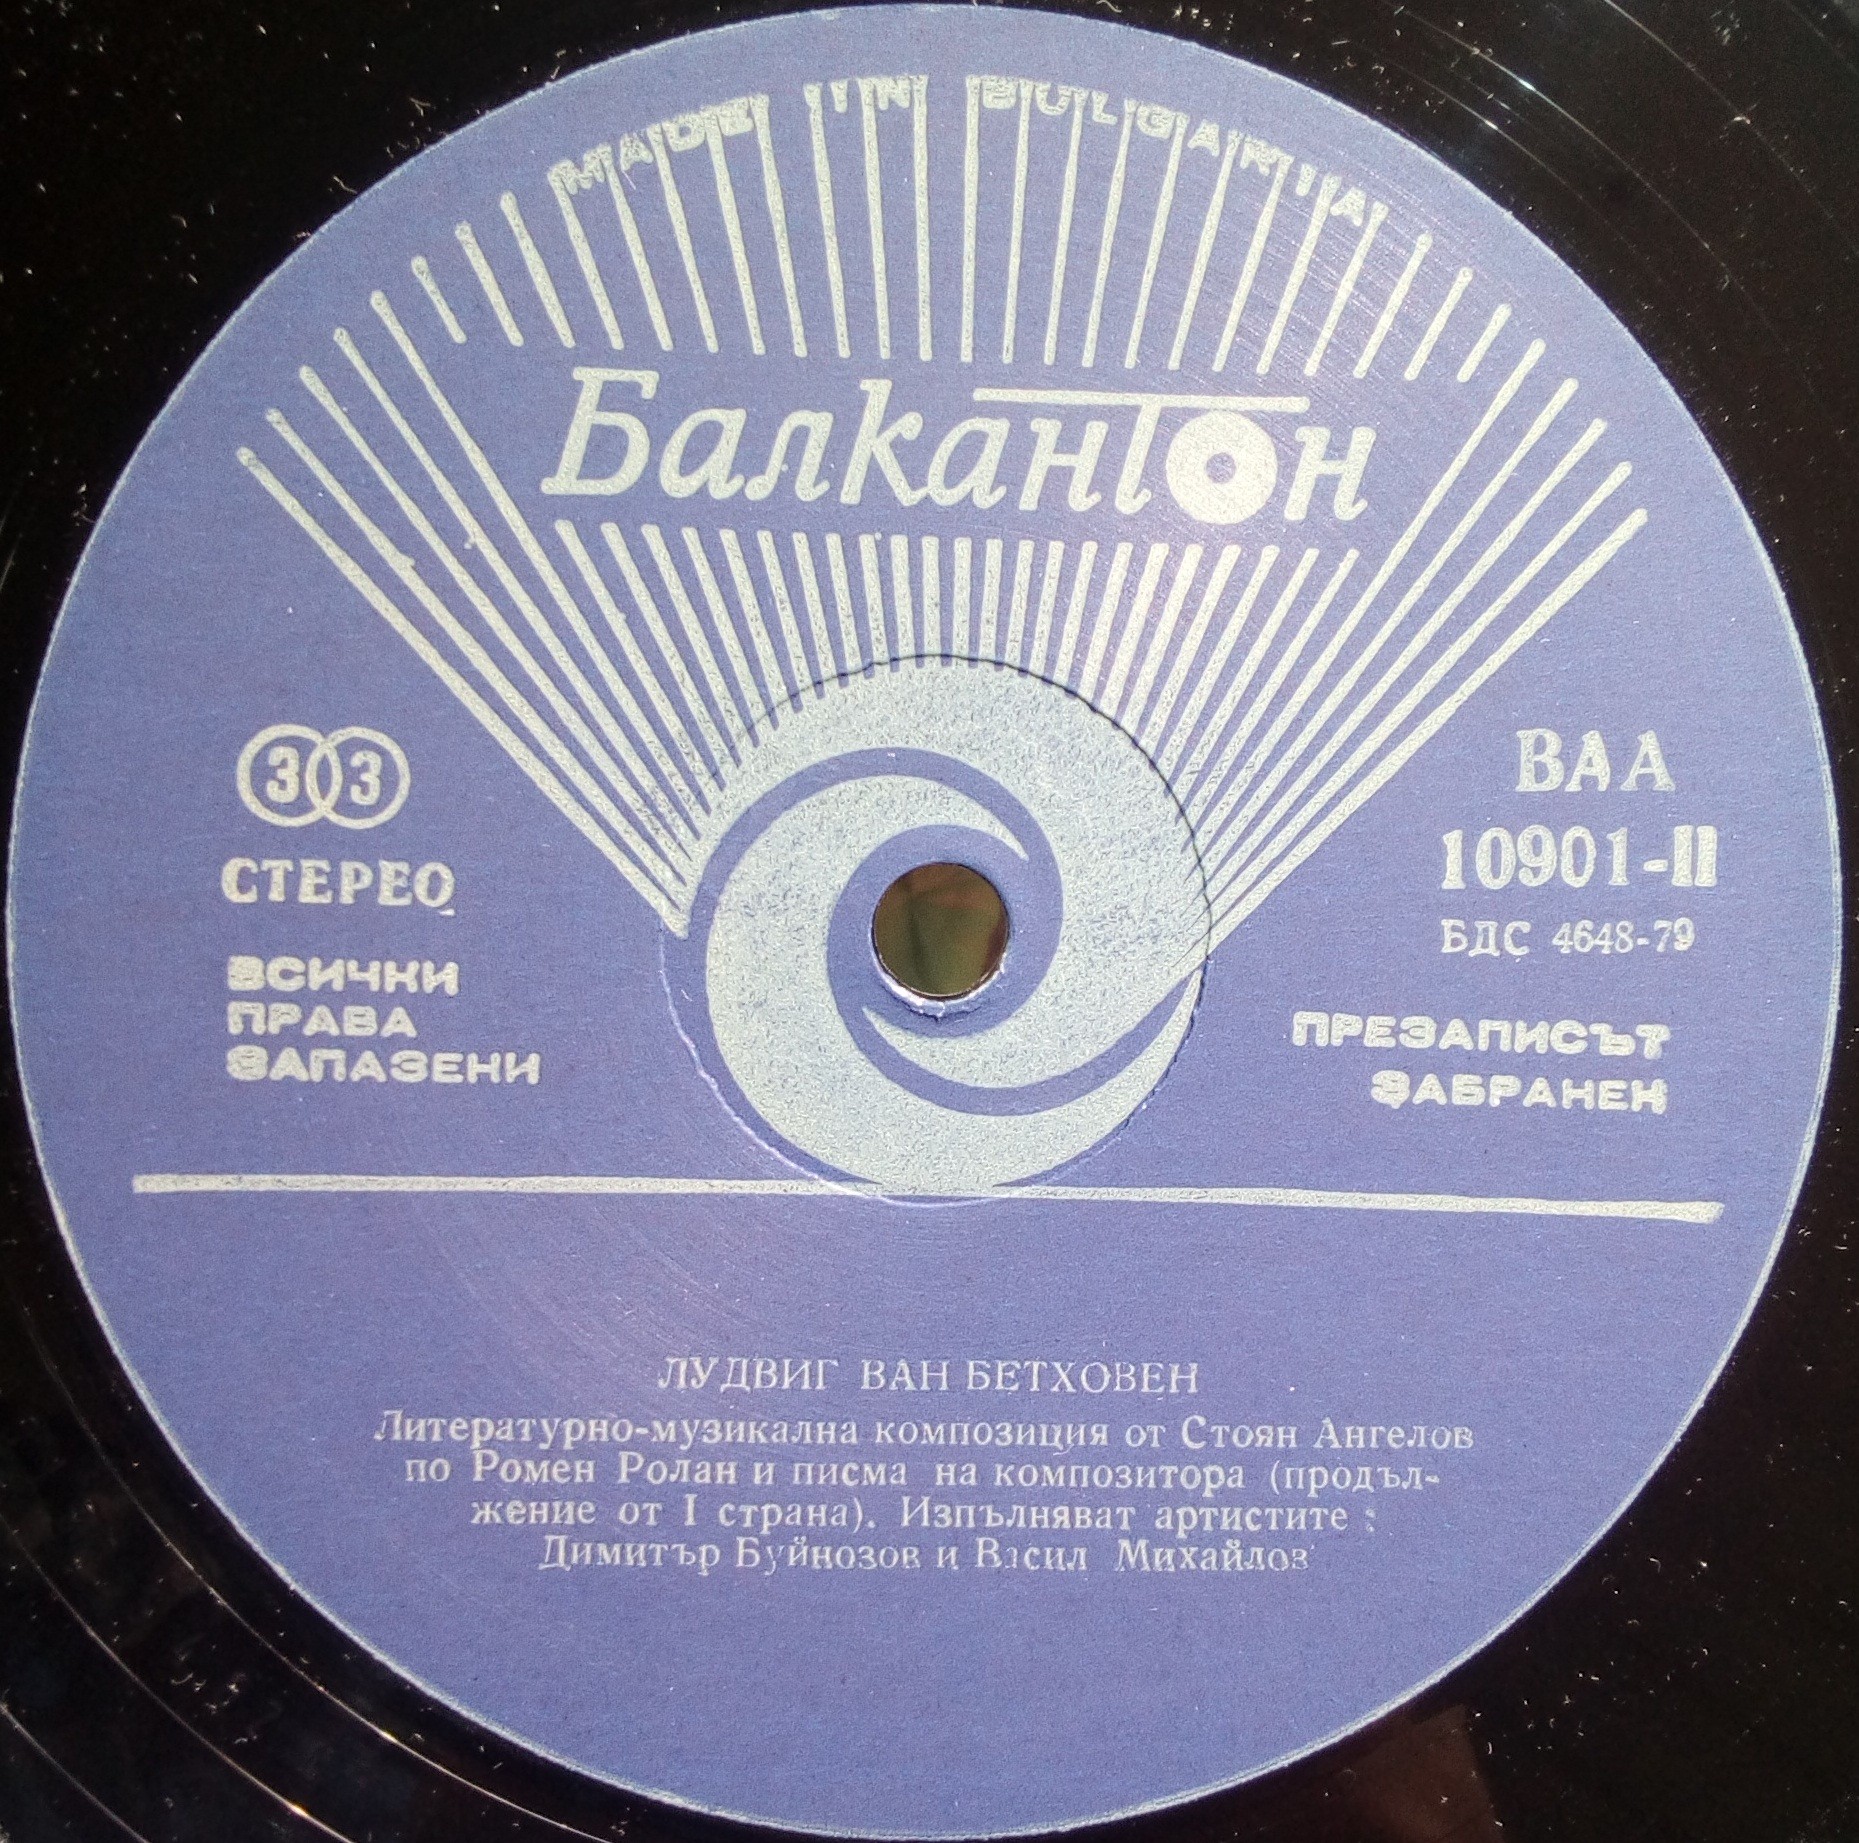 MADE IN BULGARIA
Балкантон
33
СТЕРЕО
ВСИЧКИ
ПРАВА
ЗАПАЗЕНИ
ВАА
10901-II
БДС 4648-79
ПРЕЗАПИСЪТ
ЗАБРАНЕН
ЛУДВИГ ВАН БЕТХОВЕН
Литературно-музикална композиция от Стоян Ангелов
по Ромен Ролан и писма на композитора (продъл-
жение от I страна). Изпълняват артистите :
Димитър Буйнозов и Васил Михайлов